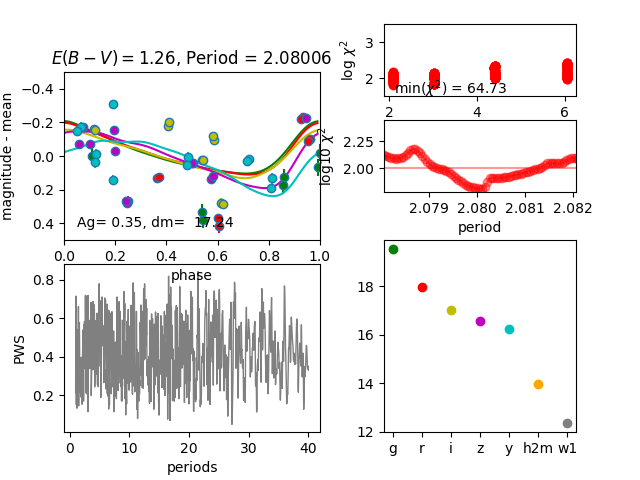 E(B − V) = 1.26, Period = 2.08006
magnitude - mean
−0.4
−0.2
0.0
0.2
0.4
Ag= 0.35, dm= 17.24
0.0 0.2 0.4 0.6 0.8 1.0
phase
log χ²
3
2
min(χ²) = 64.73
2 4 6
log10 χ²
2.25
2.00
2.079 2.080 2.081 2.082
period
PWS
0.8
0.6
0.4
0.2
0 10 20 30 40
periods
18
16
14
12
g r i z y h2m w1